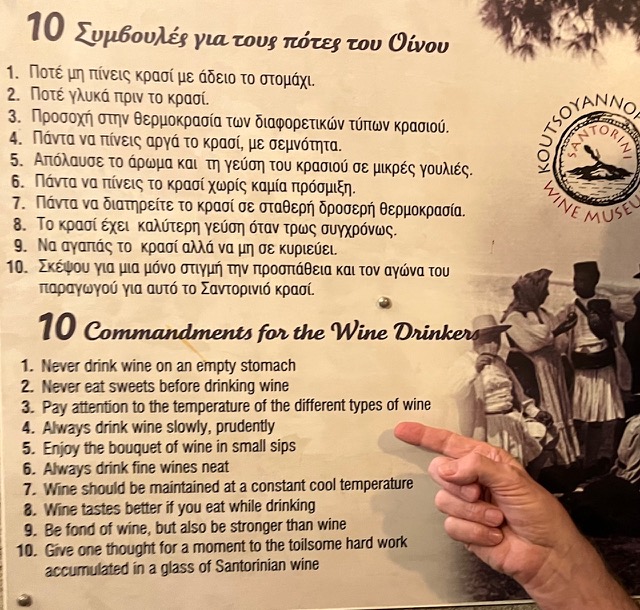 10 Συμβουλές για τους πότες του Οίνου
1. Ποτέ μη πίνεις κρασί με άδειο το στομάχι.
2. Ποτέ γλυκά πριν το κρασί.
3. Προσοχή στην θερμοκρασία των διαφορετικών τύπων κρασιού.
4. Πάντα να πίνεις αργά το κρασί, με σεμνότητα.
5. Απόλαυσε το άρωμα και τη γεύση του κρασιού σε μικρές γουλιές.
6. Πάντα να πίνεις το κρασί χωρίς καμία πρόσμιξη.
7. Πάντα να διατηρείτε το κρασί σε σταθερή δροσερή θερμοκρασία.
8. Το κρασί έχει καλύτερη γεύση όταν τρως συγχρόνως.
9. Να αγαπάς το κρασί αλλά να μη σε κυριεύει.
10. Σκέψου για μια μόνο στιγμή την προσπάθεια και τον αγώνα του
παραγωγού για αυτό το Σαντορινιό κρασί.
KOUTSOYANNOP
SANTORINI
WINE MUSEU
10 Commandments for the Wine Drinkers
1. Never drink wine on an empty stomach
2. Never eat sweets before drinking wine
3. Pay attention to the temperature of the different types of wine
4. Always drink wine slowly, prudently
5. Enjoy the bouquet of wine in small sips
6. Always drink fine wines neat
7. Wine should be maintained at a constant cool temperature
8. Wine tastes better if you eat while drinking
9. Be fond of wine, but also be stronger than wine
10. Give one thought for a moment to the toilsome hard work
accumulated in a glass of Santorinian wine